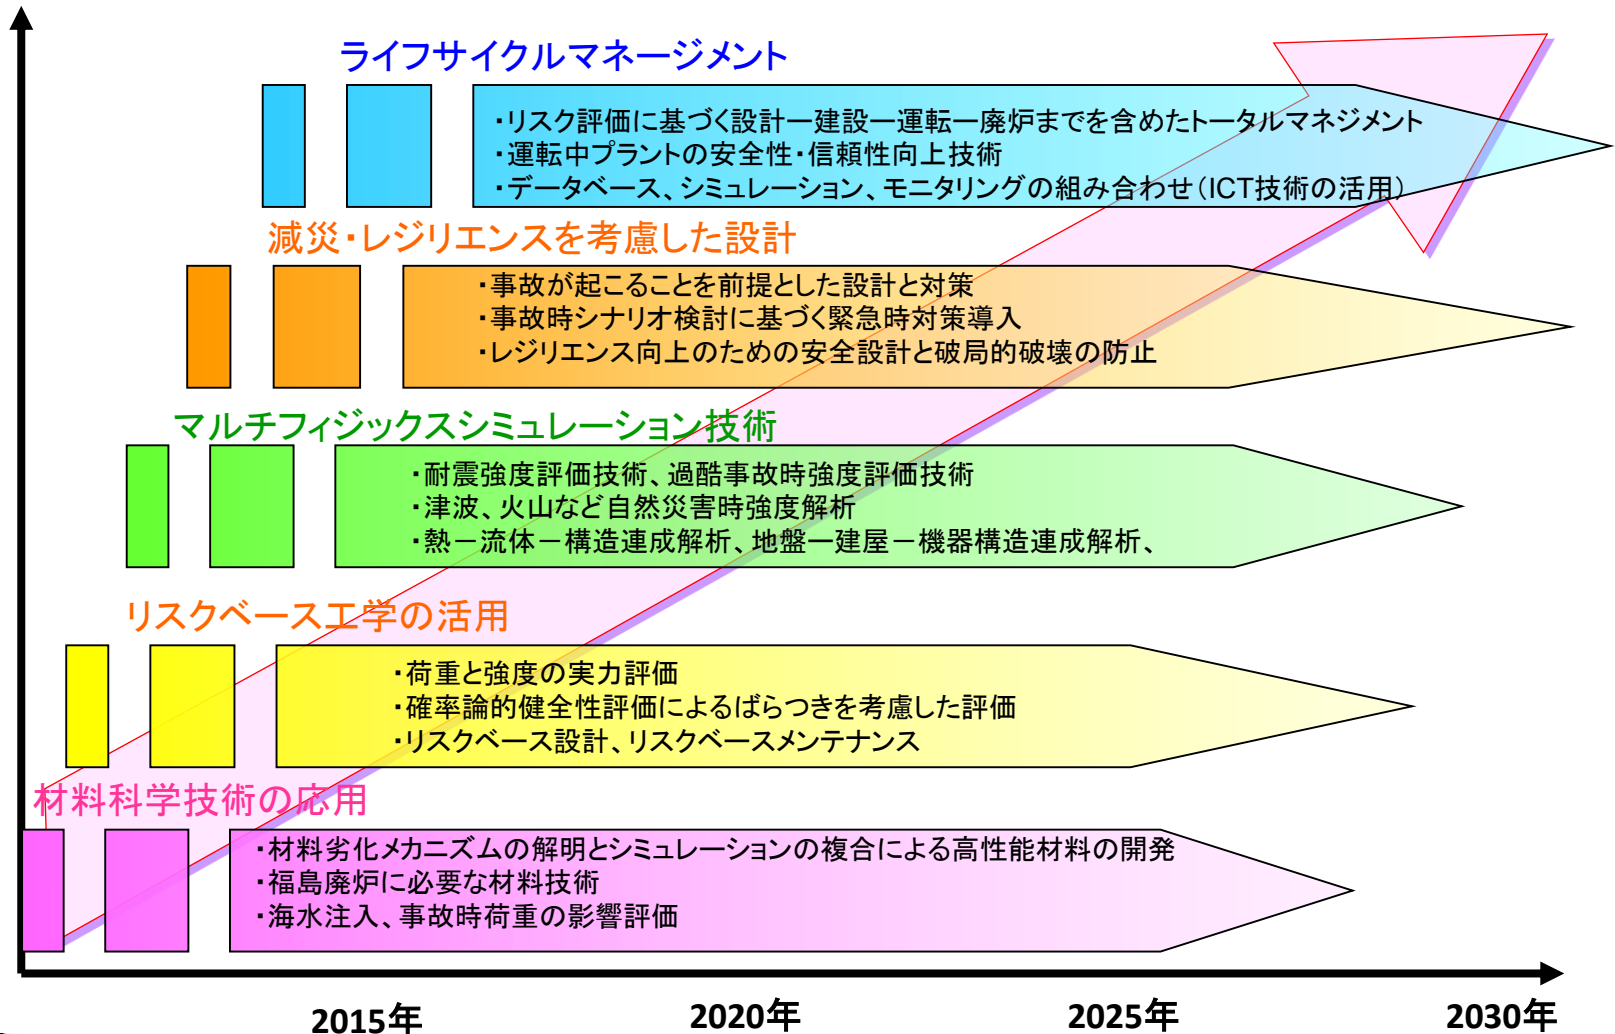 ライフサイクルマネージメント
・リスク評価に基づく設計ー建設ー運転ー廃炉までを含めたトータルマネジメント
・運転中プラントの安全性・信頼性向上技術
・データベース、シミュレーション、モニタリングの組み合わせ（ICT技術の活用）
減災・レジリエンスを考慮した設計
・事故が起こることを前提とした設計と対策
・事故時シナリオ検討に基づく緊急時対策導入
・レジリエンス向上のための安全設計と破局的破壊の防止
マルチフィジックスシミュレーション技術
・耐震強度評価技術、過酷事故時強度評価技術
・津波、火山など自然災害時強度解析
・熱－流体－構造連成解析、地盤ー建屋－機器構造連成解析、
リスクベース工学の活用
・荷重と強度の実力評価
・確率論的健全性評価によるばらつきを考慮した評価
・リスクベース設計、リスクベースメンテナンス
材料科学技術の応用
・材料劣化メカニズムの解明とシミュレーションの複合による高性能材料の開発
・福島廃炉に必要な材料技術
・海水注入、事故時荷重の影響評価
2015年 2020年 2025年 2030年